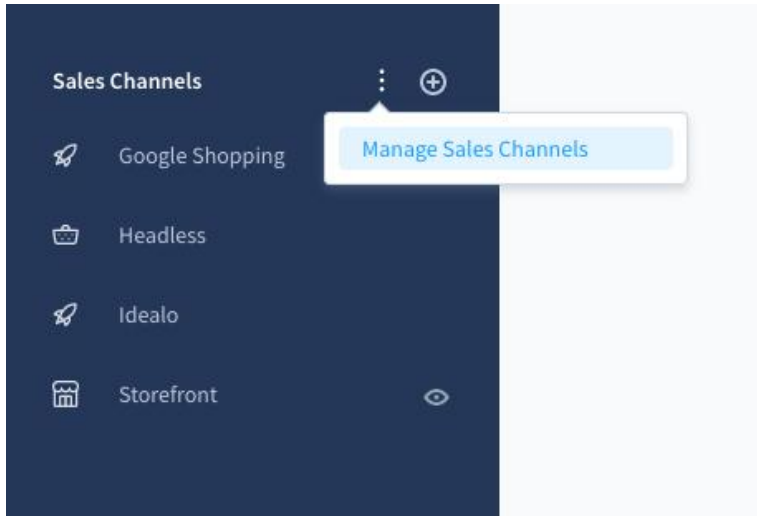 Sales Channels
Manage Sales Channels
Google Shopping
Headless
Idealo
Storefront